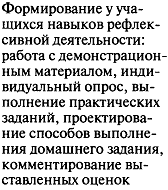 Формирование у уча-
щихся навыков рефлек-
сивной деятельности:
работа с демонстрацион-
ным материалом, инди-
видуальный опрос, вы-
полнение практических
заданий, проектирова-
ние способов выполне-
ния домашнего задания,
комментирование вы-
ставленных оценок